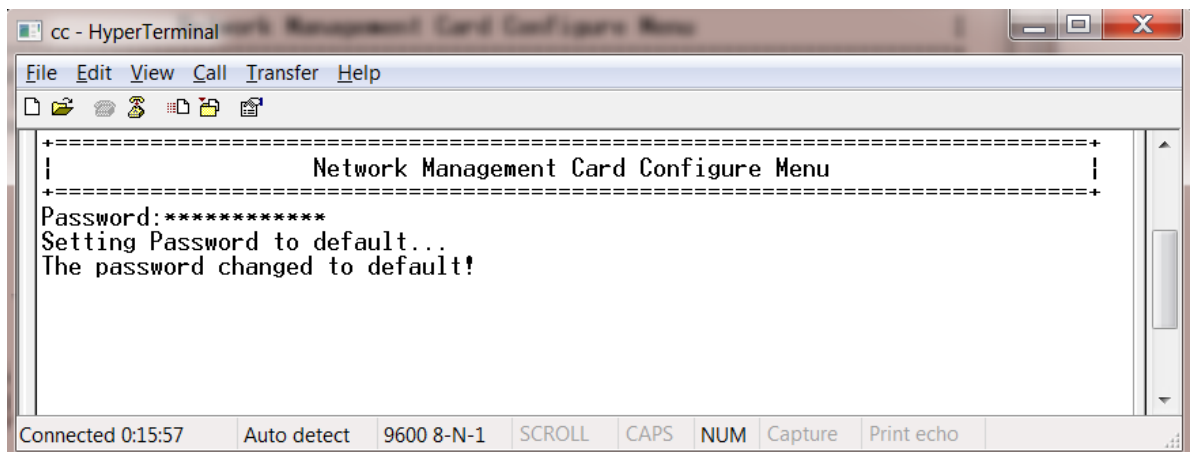 cc - HyperTerminal
File Edit View Call Transfer Help
+============================================================================+
¦ Network Management Card Configure Menu ¦
+============================================================================+
Password:************
Setting Password to default...
The password changed to default!
Connected 0:15:57 Auto detect 9600 8-N-1 SCROLL CAPS NUM Capture Print echo